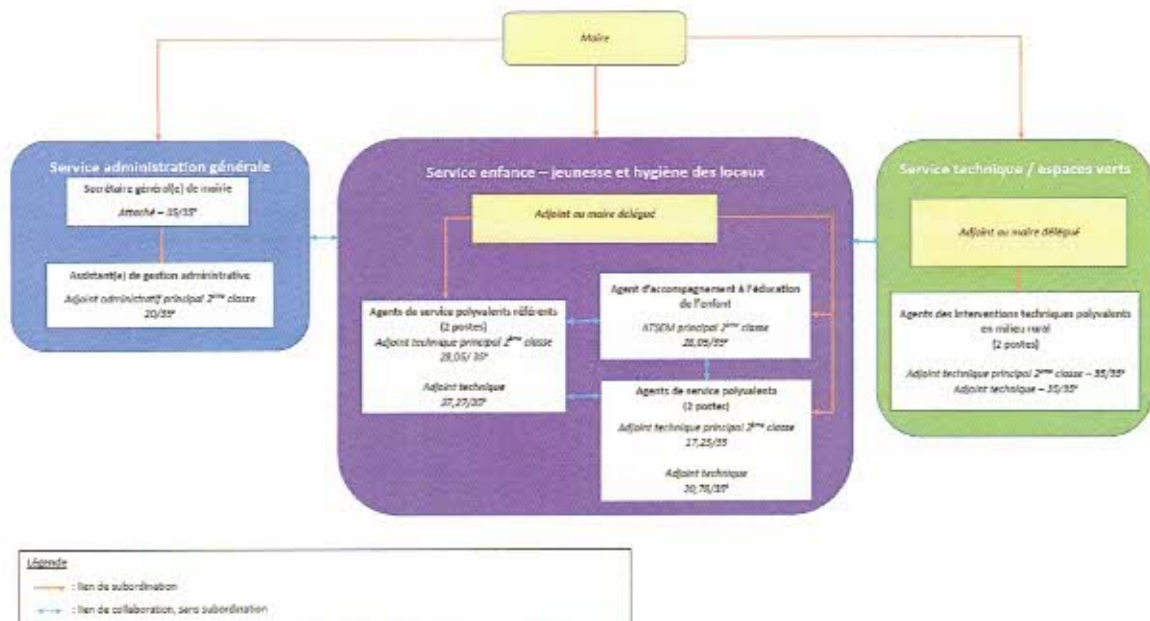 Maire
Service administration générale
Secrétaire général(e) de mairie
Attaché – 35/35e
Assistant(e) de gestion administrative
Adjoint administratif principal 2ème classe
20/35e
Service enfance – jeunesse et hygiène des locaux
Adjoint au maire délégué
Agents de service polyvalents référents
(2 postes)
Adjoint technique principal 2ème classe
28,05/ 35e
Adjoint technique
/35e
Agent d'accompagnement à l'éducation
de l'enfant
ATSEM principal 2ème classe
28,05/35e
Agents de service polyvalents
(2 postes)
Adjoint technique principal 2ème classe
17,25/35
Adjoint technique
20,76/35e
Service technique / espaces verts
Adjoint au maire délégué
Agents des interventions techniques polyvalents
en milieu rural
(2 postes)
Adjoint technique principal 2ème classe – 35/35e
Adjoint technique – 35/35e
Légende
: lien de subordination
: lien de collaboration, sans subordination